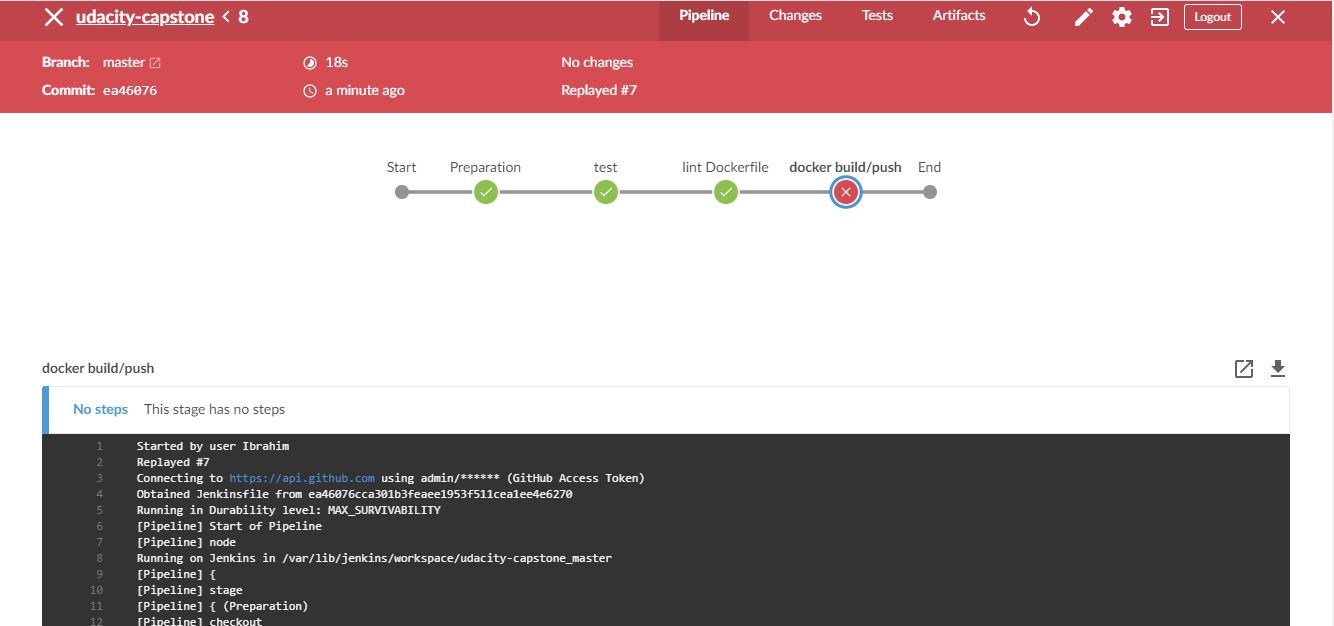 udacity-capstone < 8 Pipeline Changes Tests Artifacts Logout
Branch: master 18s No changes
Commit: ea46076 a minute ago Replayed #7
Start Preparation test lint Dockerfile docker build/push End
docker build/push
No steps This stage has no steps
1 Started by user Ibrahim
2 Replayed #7
3 Connecting to https://api.github.com using admin/****** (GitHub Access Token)
4 Obtained Jenkinsfile from ea46076cca301b3feaee1953f511cea1ee4e6270
5 Running in Durability level: MAX_SURVIVABILITY
6 [Pipeline] Start of Pipeline
7 [Pipeline] node
8 Running on Jenkins in /var/lib/jenkins/workspace/udacity-capstone_master
9 [Pipeline] {
10 [Pipeline] stage
11 [Pipeline] { (Preparation)
12 [Pipeline] checkout